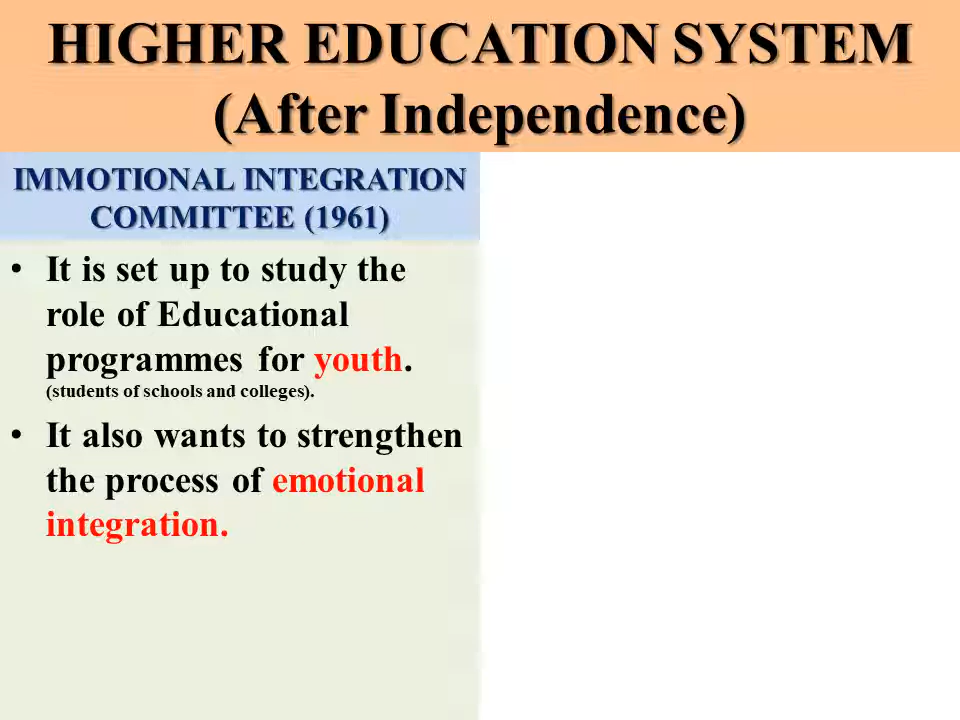 HIGHER EDUCATION SYSTEM
(After Independence)
IMMOTIONAL INTEGRATION
COMMITTEE (1961)
• It is set up to study the
role of Educational
programmes for youth.
(students of schools and colleges).
• It also wants to strengthen
the process of emotional
integration.